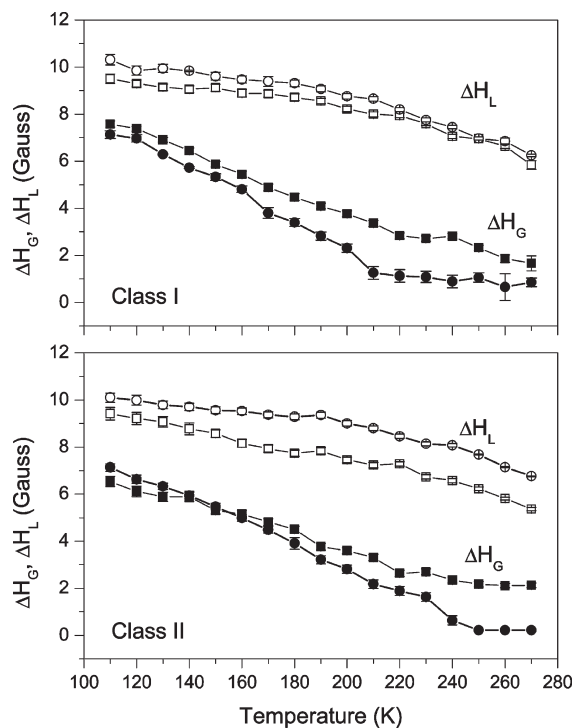 12
10
8
6
4
2
0
ΔH_L
ΔH_G
Class I
ΔH_G, ΔH_L (Gauss)
12
10
8
6
4
2
0
ΔH_L
ΔH_G
Class II
ΔH_G, ΔH_L (Gauss)
100 120 140 160 180 200 220 240 260 280
Temperature (K)